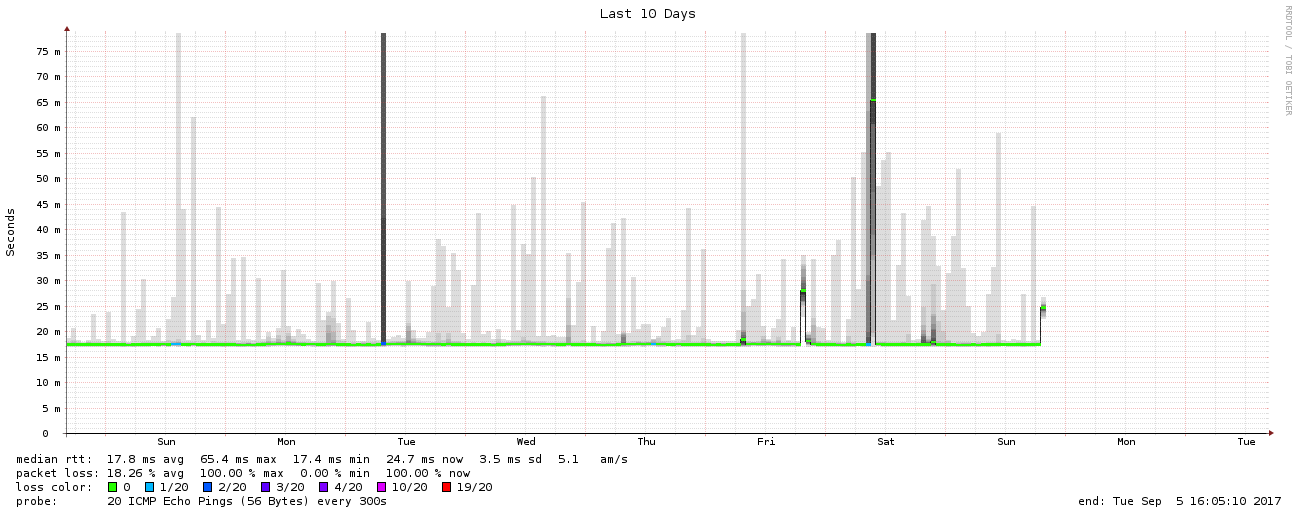 Last 10 Days
RRDTOOL / TOBI OETIKER
Seconds
75 m
70 m
65 m
60 m
55 m
50 m
45 m
40 m
35 m
30 m
25 m
20 m
15 m
10 m
5 m
0
Sun Mon Tue Wed Thu Fri Sat Sun Mon Tue
median rtt: 17.8 ms avg 65.4 ms max 17.4 ms min 24.7 ms now 3.5 ms sd 5.1 am/s
packet loss: 18.26 % avg 100.00 % max 0.00 % min 100.00 % now
loss color: 0 1/20 2/20 3/20 4/20 10/20 19/20
probe: 20 ICMP Echo Pings (56 Bytes) every 300s end: Tue Sep 5 16:05:10 2017